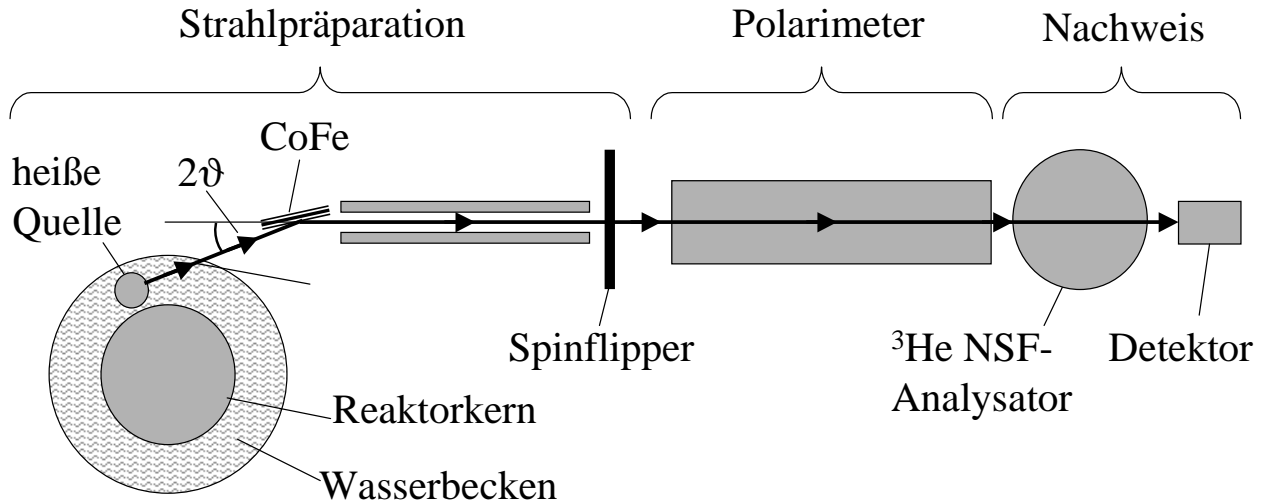 Strahlpräparation
Polarimeter
Nachweis
CoFe
heiße
Quelle
2ϑ
Spinflipper
³He NSF-
Analysator
Detektor
Reaktorkern
Wasserbecken